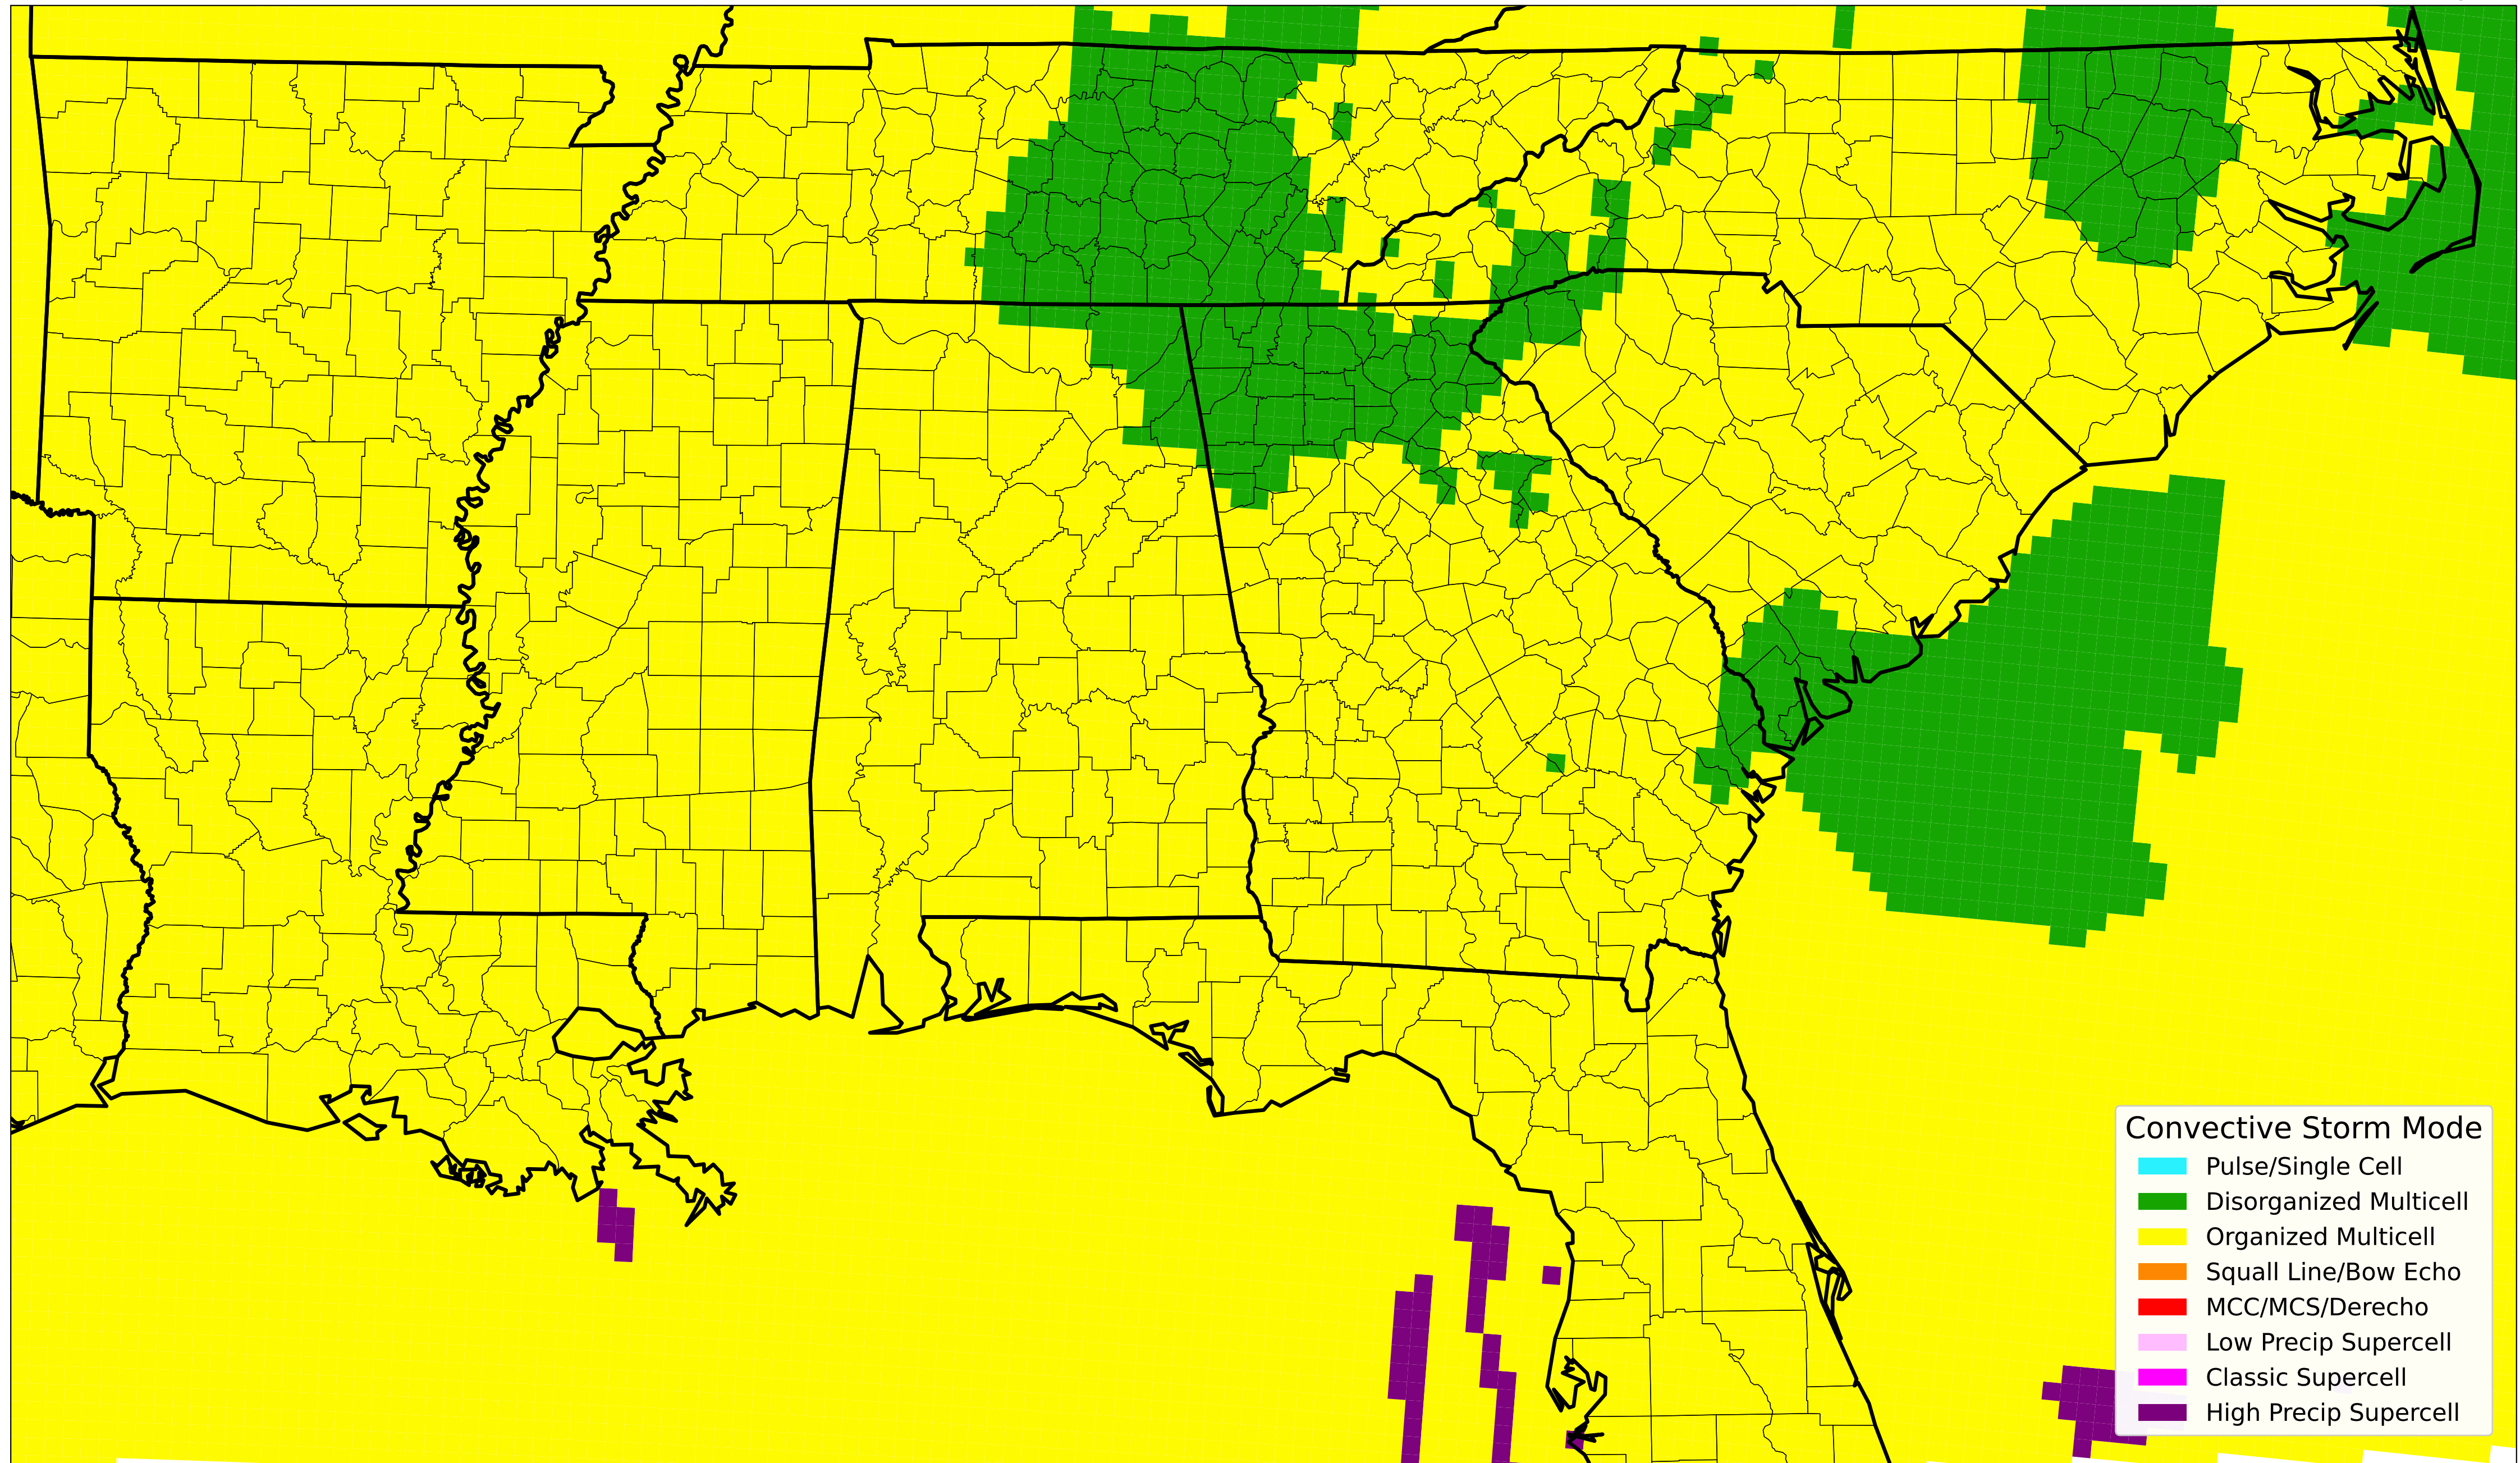 Convective Storm Mode
Pulse/Single Cell
Disorganized Multicell
Organized Multicell
Squall Line/Bow Echo
MCC/MCS/Derecho
Low Precip Supercell
Classic Supercell
High Precip Supercell